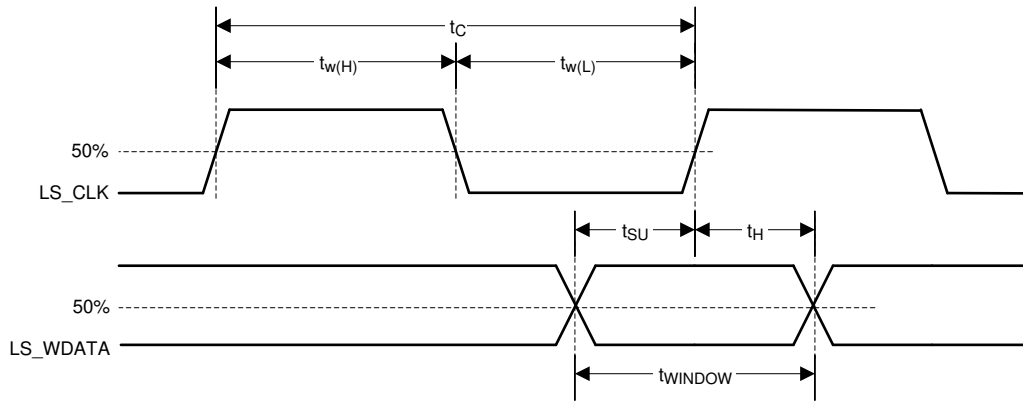 tC
tw(H) tw(L)
50%
LS_CLK
tSU tH
50%
LS_WDATA
tWINDOW